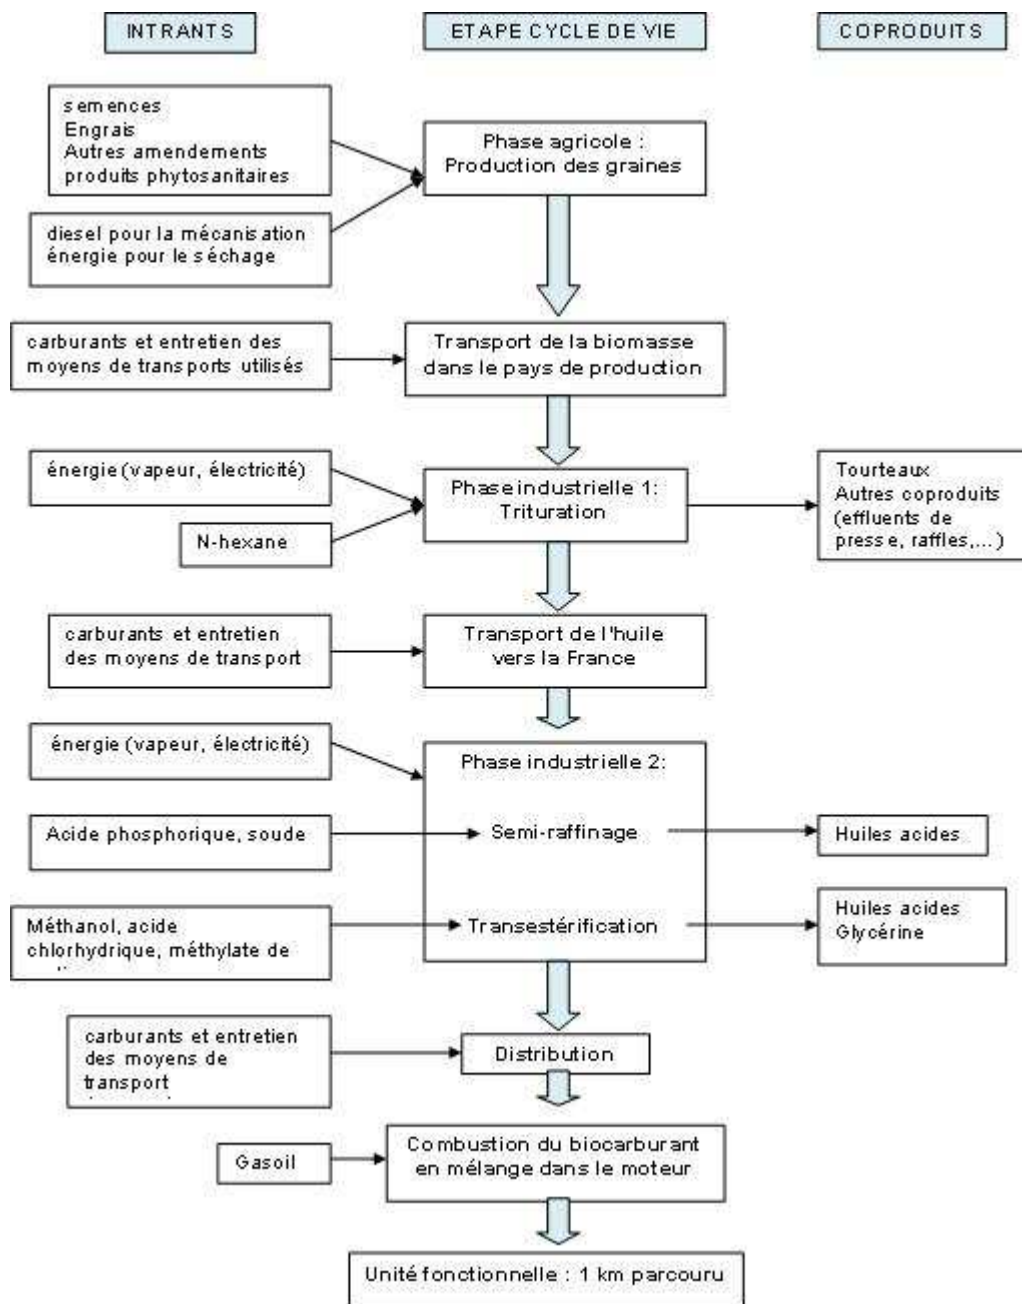 INTRANTS
ETAPE CYCLE DE VIE
COPRODUITS
semences
Engrais
Autres amendements
produits phytosanitaires
Phase agricole :
Production des graines
diesel pour la mécanisation
énergie pour le séchage
carburants et entretien des
moyens de transports utilisés
Transport de la biomasse
dans le pays de production
énergie (vapeur, électricité)
N-hexane
Phase industrielle 1:
Trituration
Tourteaux
Autres coproduits
(effluents de
presse, raffles,...)
carburants et entretien
des moyens de transport
Transport de l'huile
vers la France
énergie (vapeur, électricité)
Phase industrielle 2:
Acide phosphorique, soude
Semi-raffinage
Huiles acides
Méthanol, acide
chlorhydrique, méthylate de
Transestérification
Huiles acides
Glycérine
carburants et entretien
des moyens de
transport
Distribution
Gasoil
Combustion du biocarburant
en mélange dans le moteur
Unité fonctionnelle : 1 km parcouru